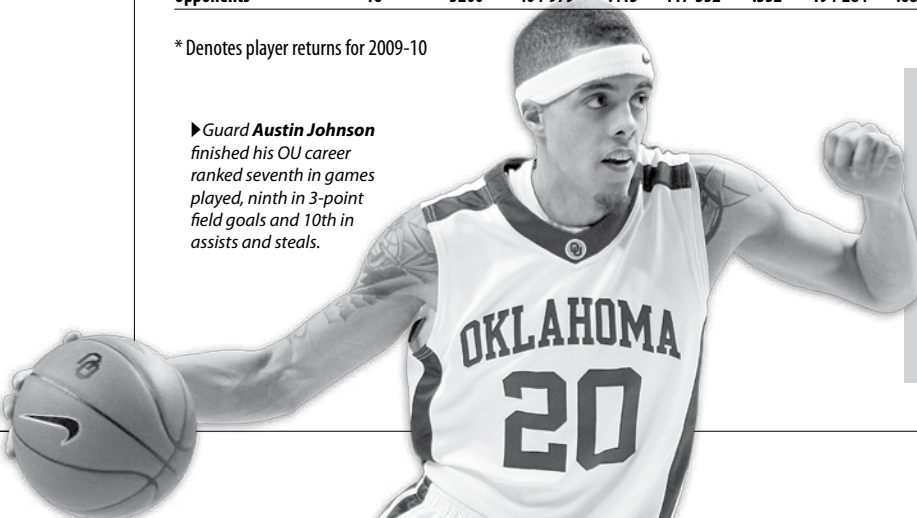 * Denotes player returns for 2009-10
▶Guard Austin Johnson
finished his OU career
ranked seventh in games
played, ninth in 3-point
field goals and 10th in
assists and steals.
OU
OKLAHOMA
20